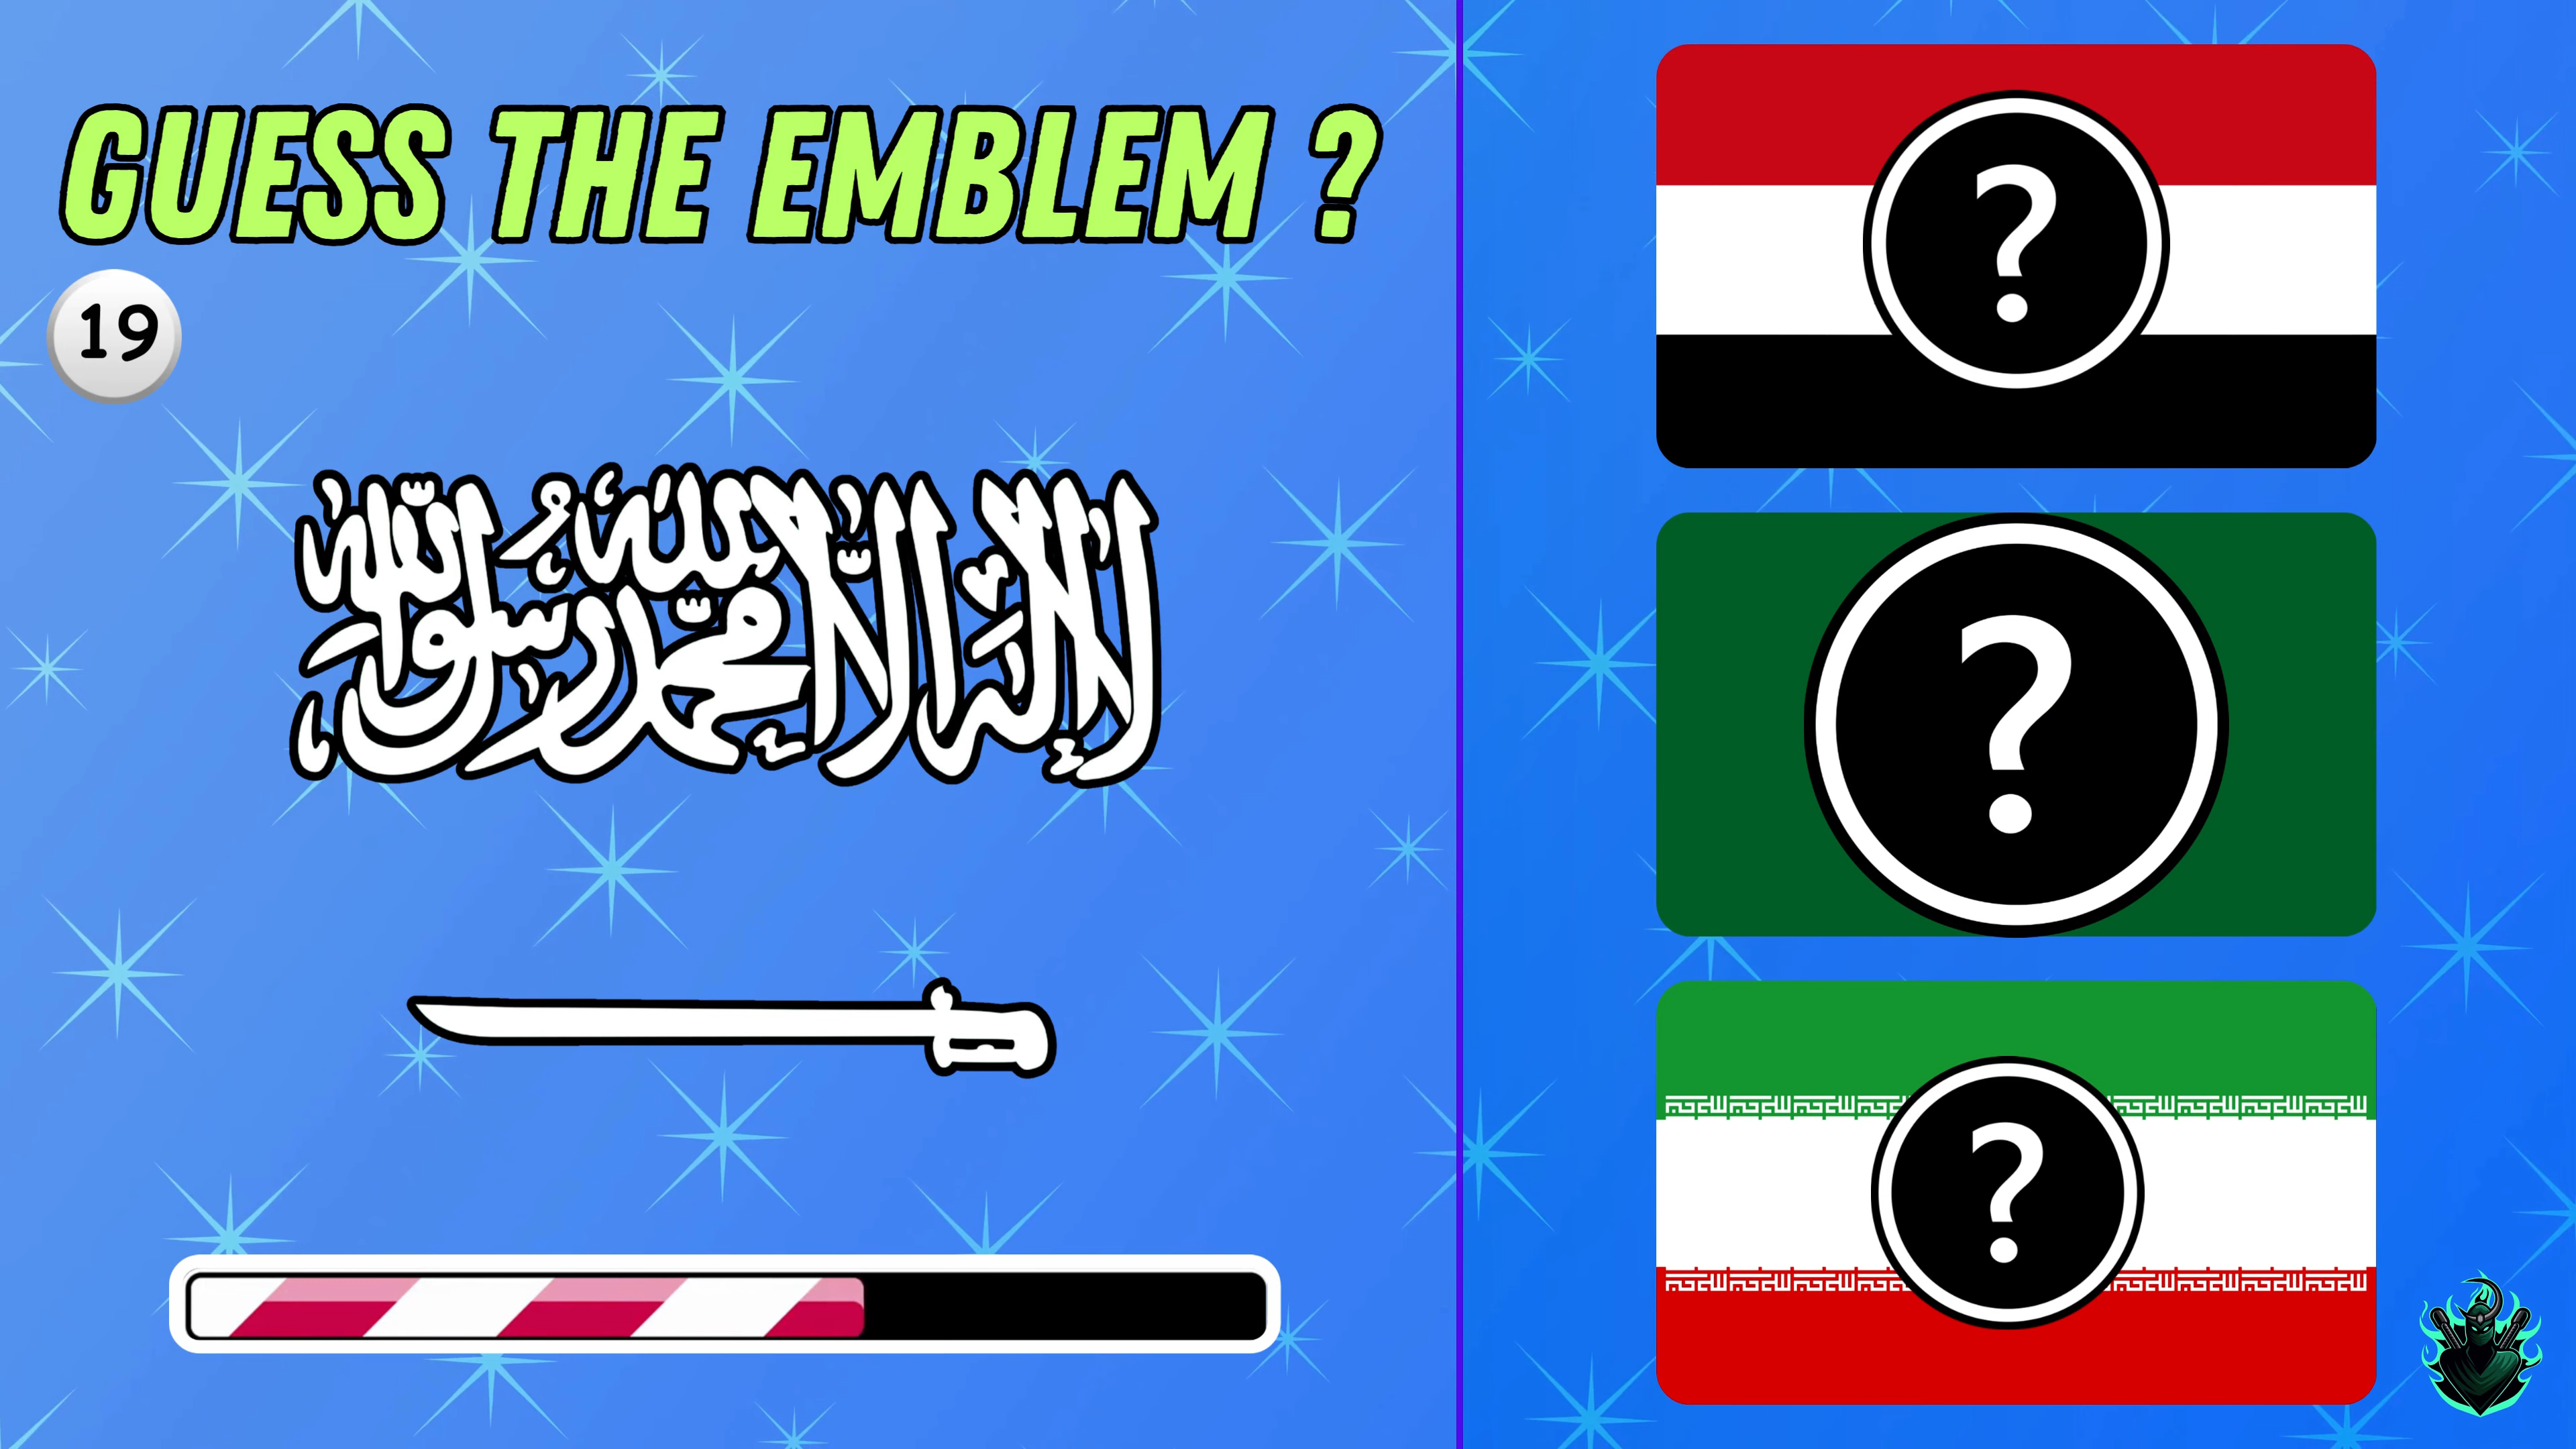 GUESS THE EMBLEM ?
19
لا إله إلا الله محمد رسول الله
?
?
?